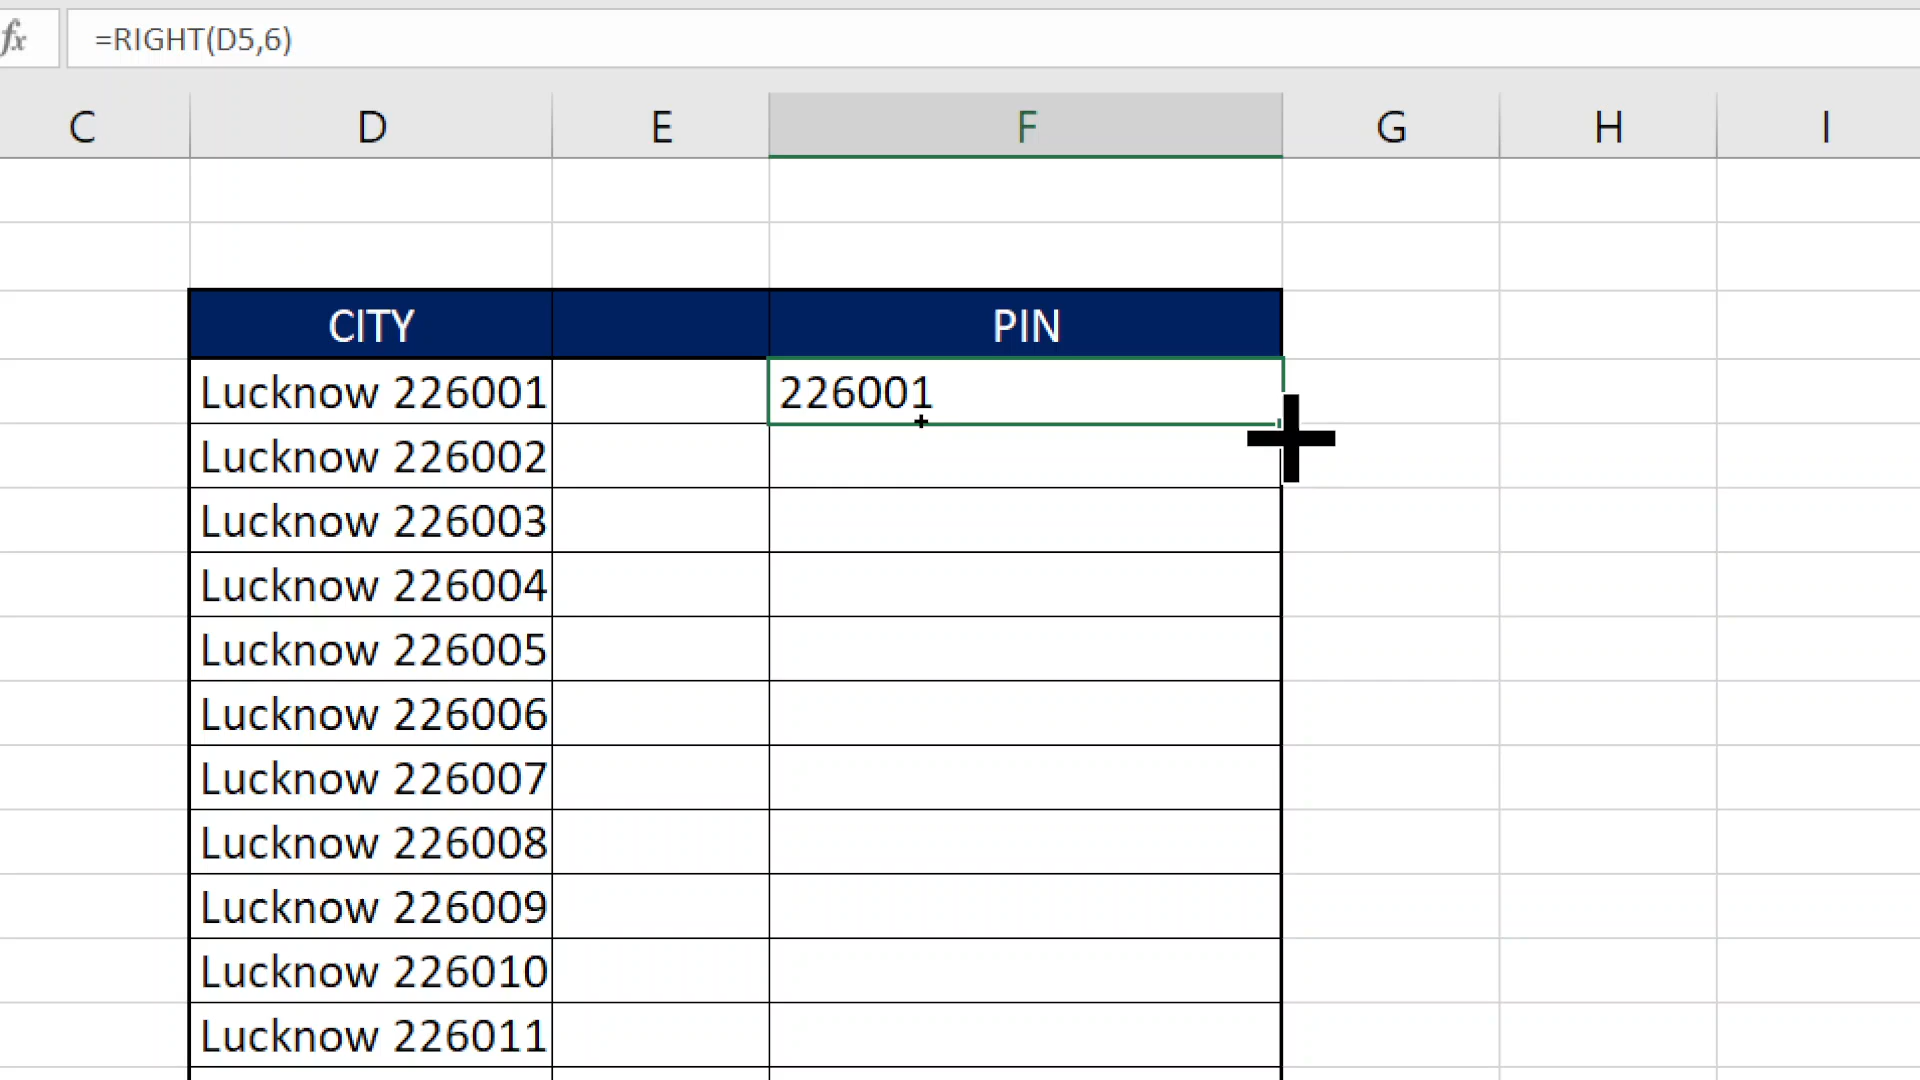 fx =RIGHT(D5,6)
C D E F G H I
CITY PIN
Lucknow 226001 226001
Lucknow 226002
Lucknow 226003
Lucknow 226004
Lucknow 226005
Lucknow 226006
Lucknow 226007
Lucknow 226008
Lucknow 226009
Lucknow 226010
Lucknow 226011